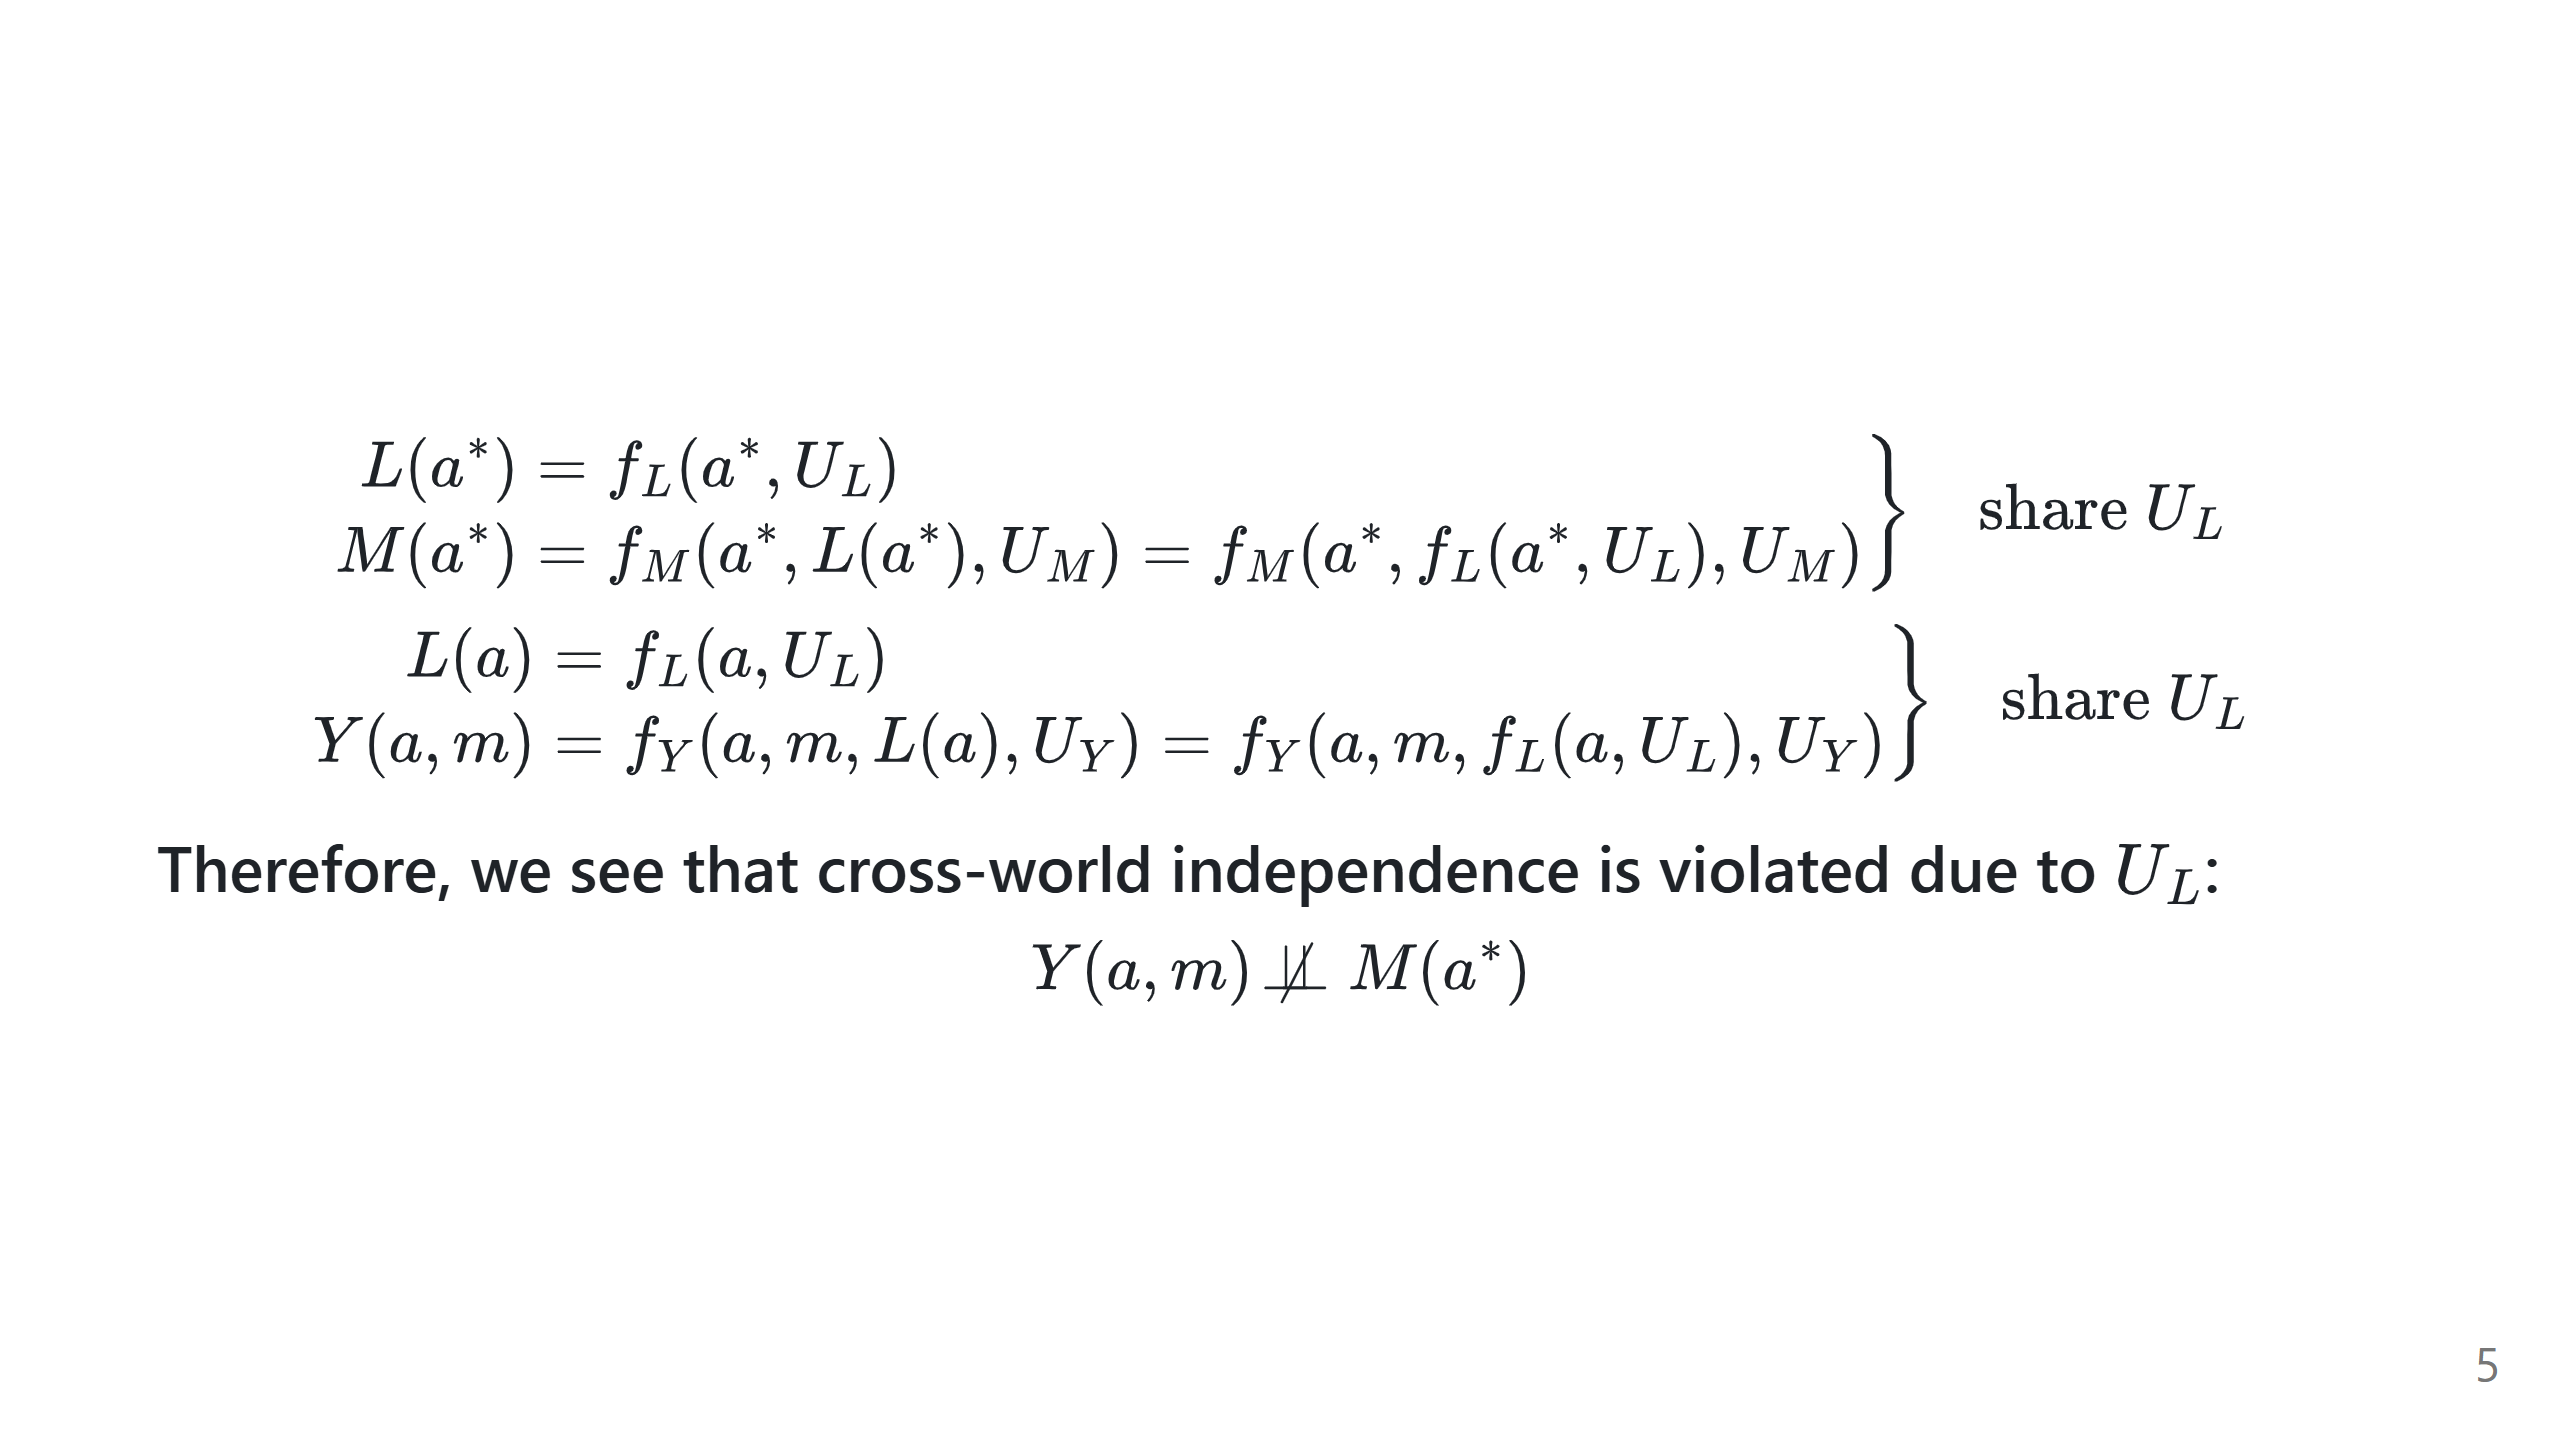 L(a*) = f_L(a*, U_L)
M(a*) = f_M(a*, L(a*), U_M) = f_M(a*, f_L(a*, U_L), U_M) } share U_L
L(a) = f_L(a, U_L)
Y(a, m) = f_Y(a, m, L(a), U_Y) = f_Y(a, m, f_L(a, U_L), U_Y) } share U_L
Therefore, we see that cross-world independence is violated due to U_L:
Y(a, m) ⫫̸ M(a*)
5